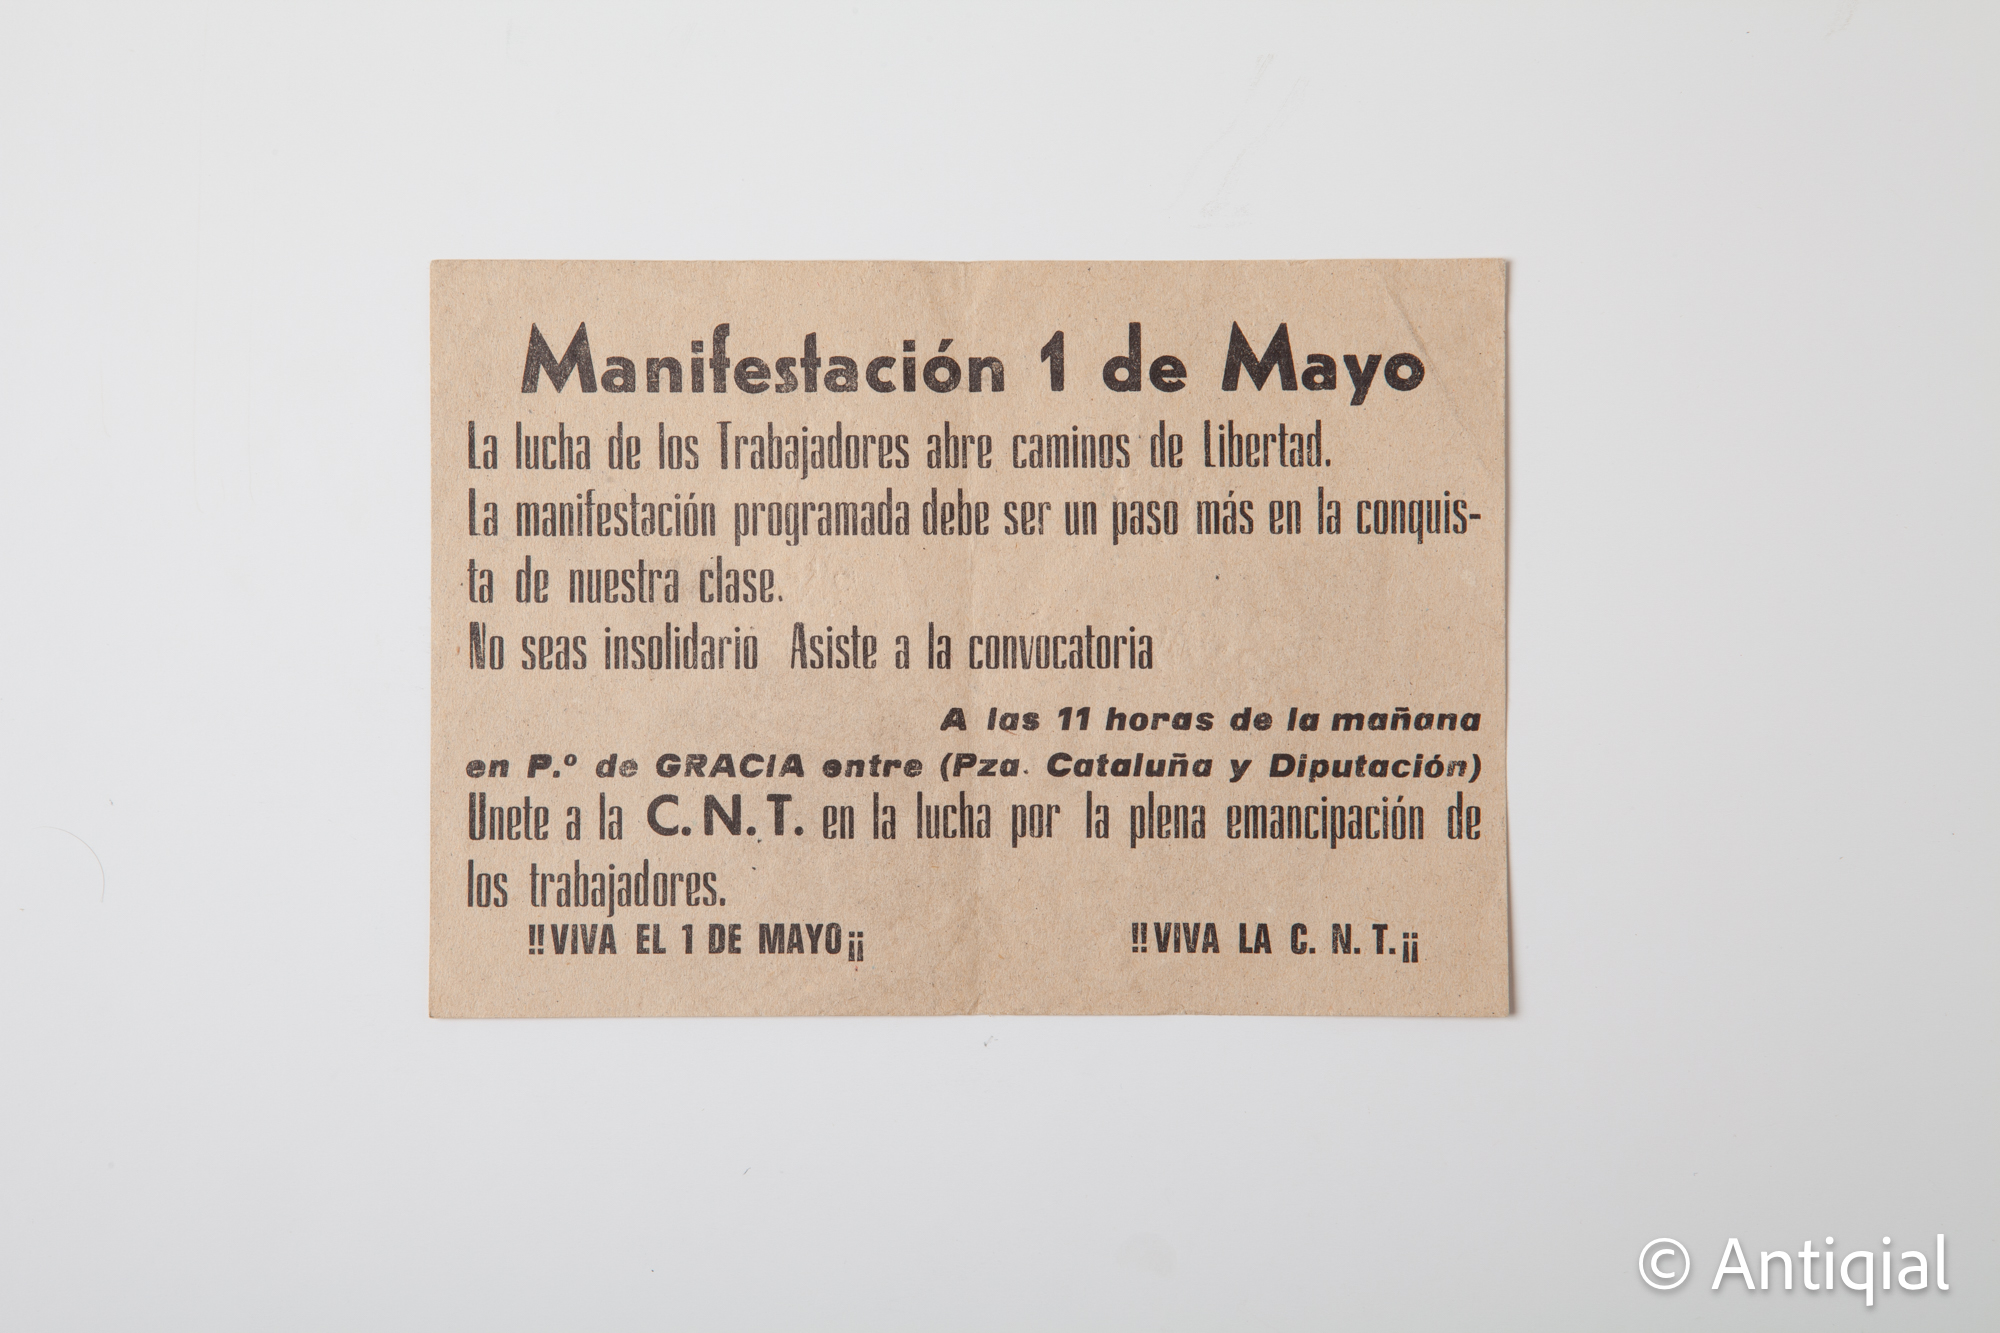 Manifestación 1 de Mayo
La lucha de los Trabajadores abre caminos de Libertad.
La manifestación programada debe ser un paso más en la conquis-
ta de nuestra clase.
No seas insolidario Asiste a la convocatoria
A las 11 horas de la mañana
en P.º de GRACIA entre (Pza. Cataluña y Diputación)
Unete a la C.N.T. en la lucha por la plena emancipación de
los trabajadores.
!!VIVA EL 1 DE MAYO¡¡ !!VIVA LA C. N. T.¡¡
© Antiqial